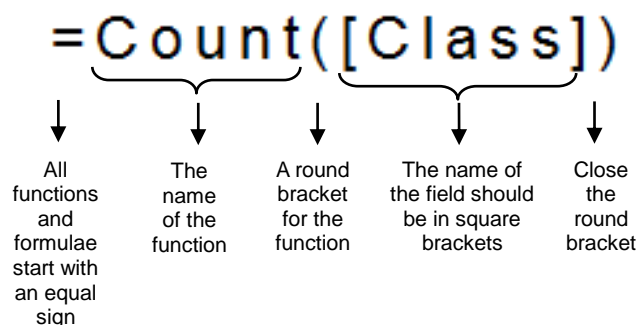 =Count([Class])
All
functions
and
formulae
start with
an equal
sign
The
name
of the
function
A round
bracket
for the
function
The name of
the field should
be in square
brackets
Close
the
round
bracket